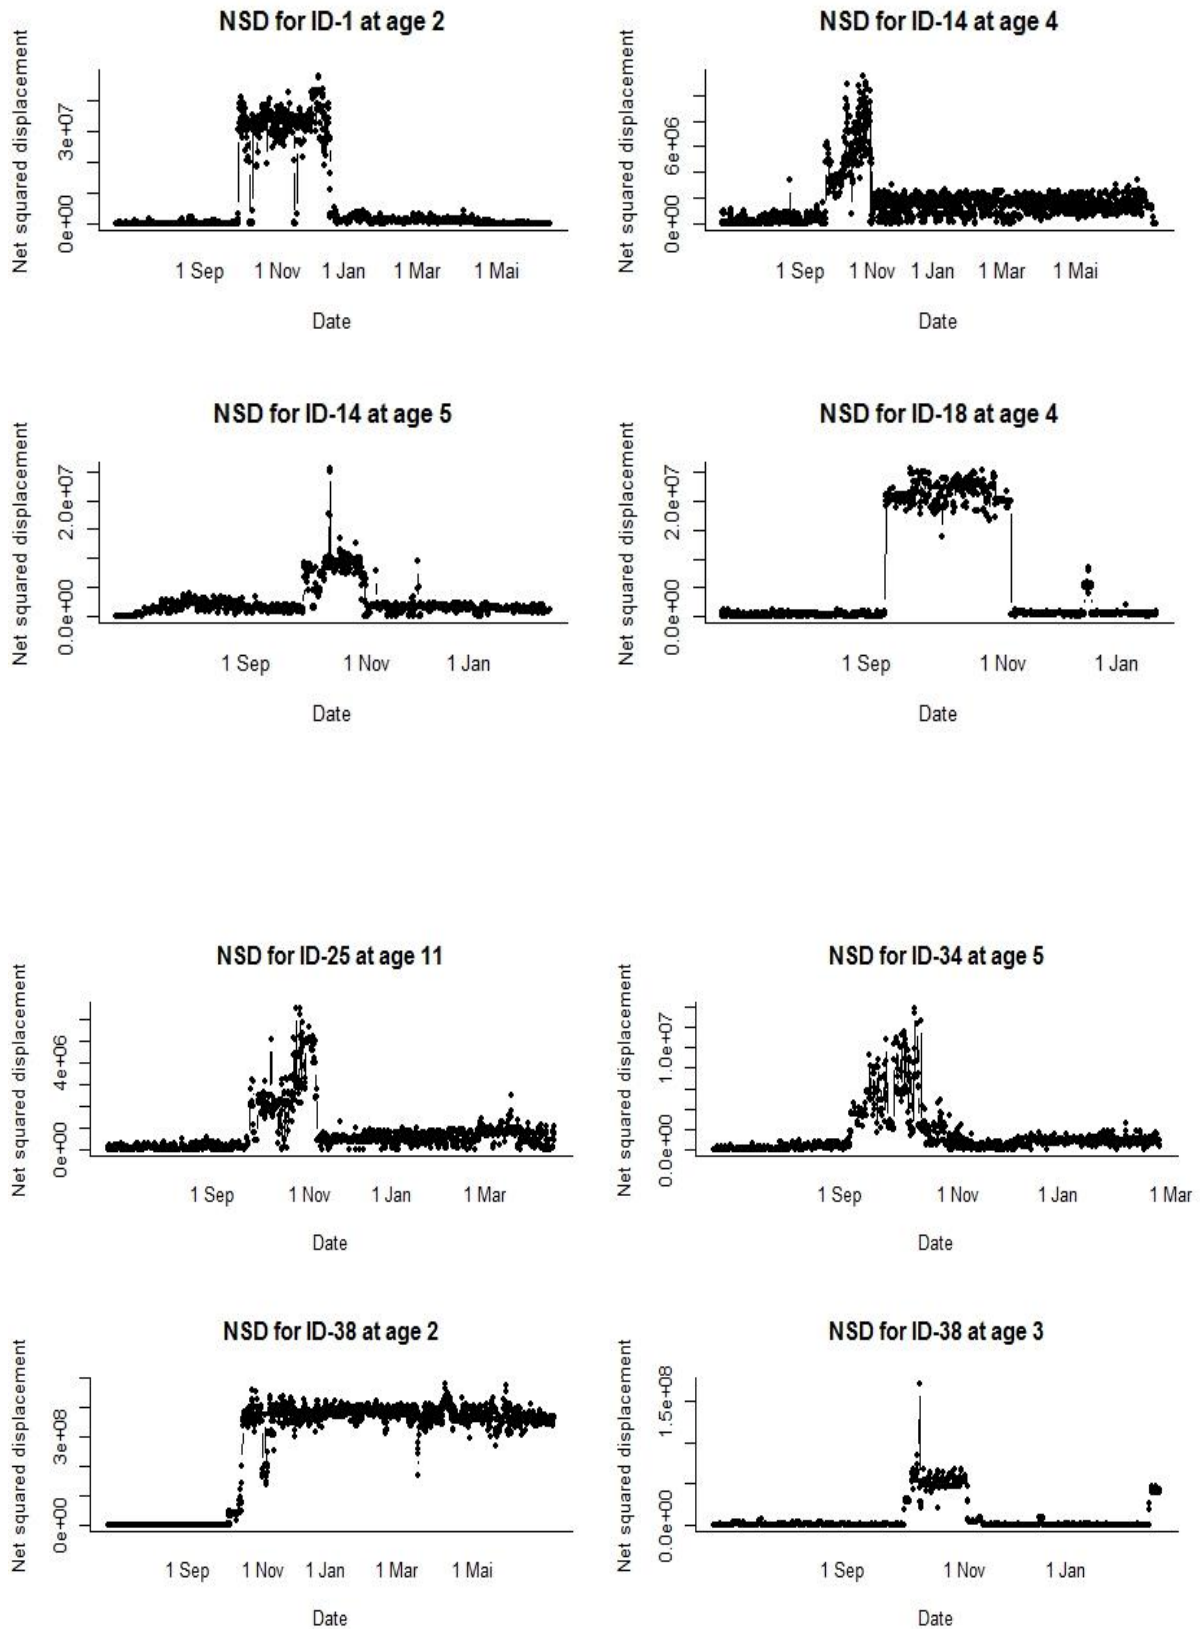 NSD for ID-1 at age 2
Net squared displacement
3e+07
0e+00
1 Sep 1 Nov 1 Jan 1 Mar 1 Mai
Date
NSD for ID-14 at age 4
Net squared displacement
6e+06
0e+00
1 Sep 1 Nov 1 Jan 1 Mar 1 Mai
Date
NSD for ID-14 at age 5
Net squared displacement
2.0e+07
0.0e+00
1 Sep 1 Nov 1 Jan
Date
NSD for ID-18 at age 4
Net squared displacement
2.0e+07
0.0e+00
1 Sep 1 Nov 1 Jan
Date
NSD for ID-25 at age 11
Net squared displacement
4e+06
0e+00
1 Sep 1 Nov 1 Jan 1 Mar
Date
NSD for ID-34 at age 5
Net squared displacement
1.0e+07
0.0e+00
1 Sep 1 Nov 1 Jan 1 Mar
Date
NSD for ID-38 at age 2
Net squared displacement
3e+08
0e+00
1 Sep 1 Nov 1 Jan 1 Mar 1 Mai
Date
NSD for ID-38 at age 3
Net squared displacement
1.5e+08
0.0e+00
1 Sep 1 Nov 1 Jan
Date